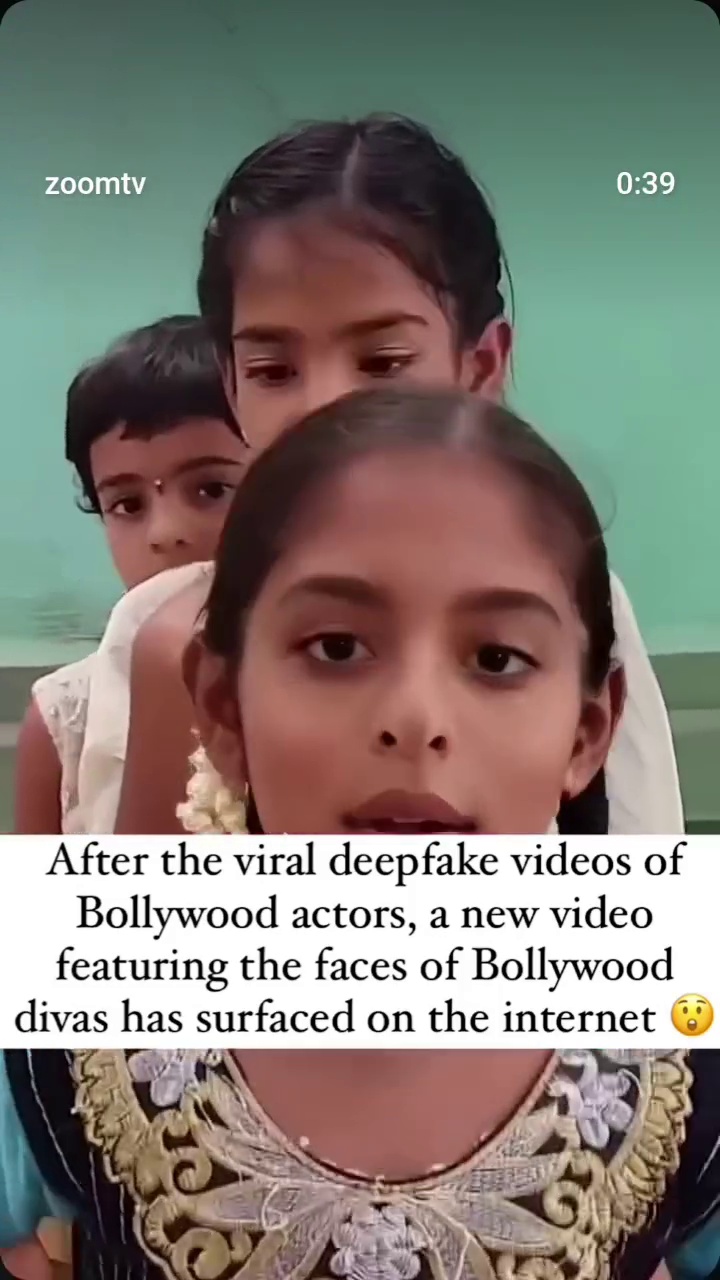 zoomtv
0:39
After the viral deepfake videos of
Bollywood actors, a new video
featuring the faces of Bollywood
divas has surfaced on the internet 😲